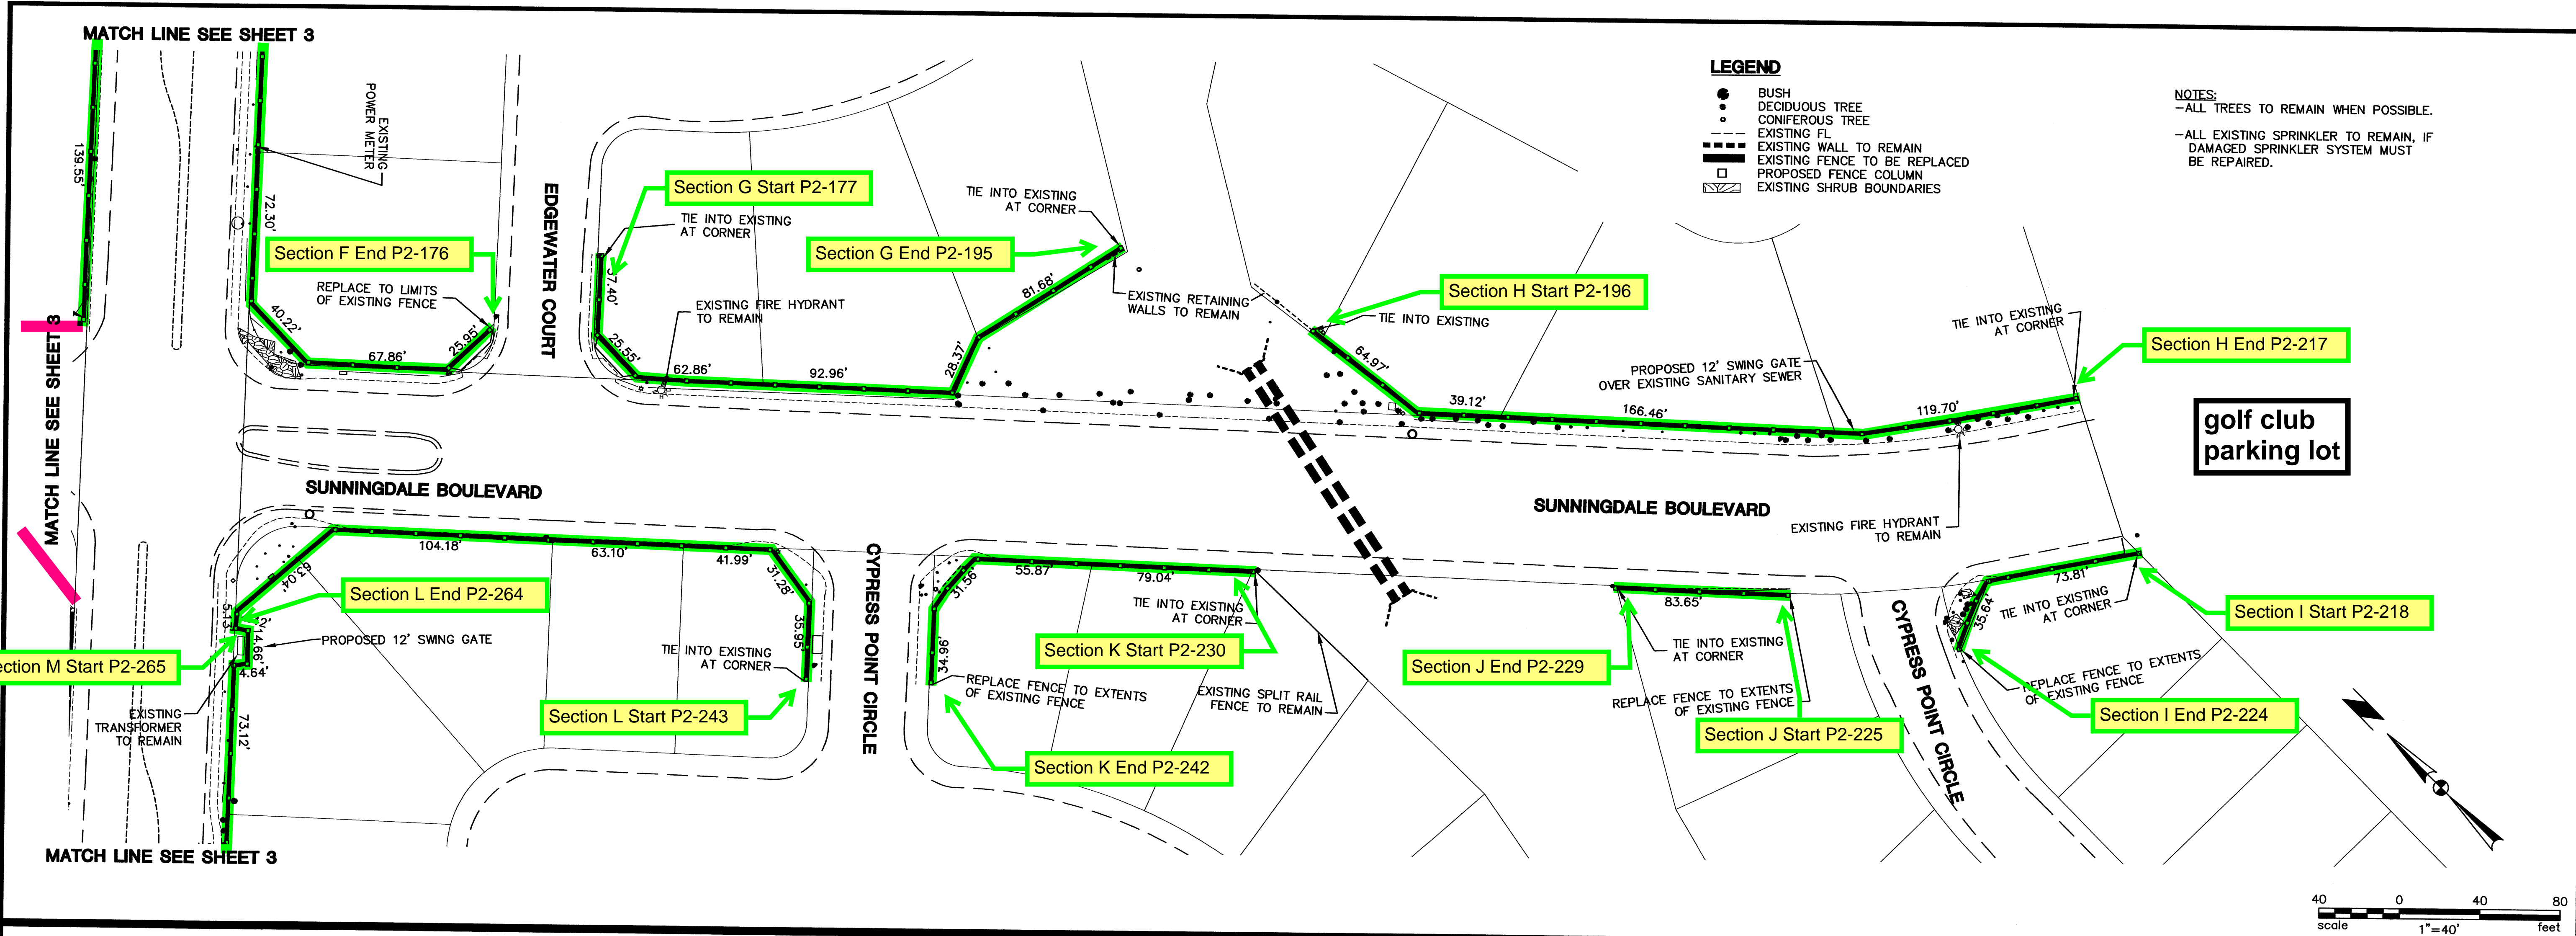 MATCH LINE SEE SHEET 3
LEGEND
BUSH
DECIDUOUS TREE
CONIFEROUS TREE
EXISTING FL
EXISTING WALL TO REMAIN
EXISTING FENCE TO BE REPLACED
PROPOSED FENCE COLUMN
EXISTING SHRUB BOUNDARIES
NOTES:
-ALL TREES TO REMAIN WHEN POSSIBLE.
-ALL EXISTING SPRINKLER TO REMAIN, IF
DAMAGED SPRINKLER SYSTEM MUST
BE REPAIRED.
139.55'
EXISTING
POWER METER
72.30'
Section F End P2-176
REPLACE TO LIMITS
OF EXISTING FENCE
40.22'
67.86'
25.95'
EDGEWATER COURT
Section G Start P2-177
TIE INTO EXISTING
AT CORNER
37.40'
EXISTING FIRE HYDRANT
TO REMAIN
25.55'
62.86'
92.96'
28.37'
81.68'
Section G End P2-195
TIE INTO EXISTING
AT CORNER
EXISTING RETAINING
WALLS TO REMAIN
Section H Start P2-196
TIE INTO EXISTING
64.97'
39.12'
166.46'
PROPOSED 12' SWING GATE
OVER EXISTING SANITARY SEWER
119.70'
TIE INTO EXISTING
AT CORNER
Section H End P2-217
golf club
parking lot
MATCH LINE SEE SHEET 3
SUNNINGDALE BOULEVARD
SUNNINGDALE BOULEVARD
EXISTING FIRE HYDRANT
TO REMAIN
104.18'
63.10'
41.99'
31.28'
35.95'
63.04'
5.13'
12'
14.66'
4.64'
73.12'
Section L End P2-264
PROPOSED 12' SWING GATE
ection M Start P2-265
EXISTING
TRANSFORMER
TO REMAIN
TIE INTO EXISTING
AT CORNER
Section L Start P2-243
CYPRESS POINT CIRCLE
31.56'
55.87'
79.04'
34.96'
TIE INTO EXISTING
AT CORNER
Section K Start P2-230
REPLACE FENCE TO EXTENTS
OF EXISTING FENCE
EXISTING SPLIT RAIL
FENCE TO REMAIN
Section K End P2-242
83.65'
TIE INTO EXISTING
AT CORNER
Section J End P2-229
REPLACE FENCE TO EXTENTS
OF EXISTING FENCE
Section J Start P2-225
CYPRESS POINT CIRCLE
73.81'
35.64'
TIE INTO EXISTING
AT CORNER
Section I Start P2-218
REPLACE FENCE TO EXTENTS
OF EXISTING FENCE
Section I End P2-224
MATCH LINE SEE SHEET 3
40 0 40 80
scale 1"=40' feet